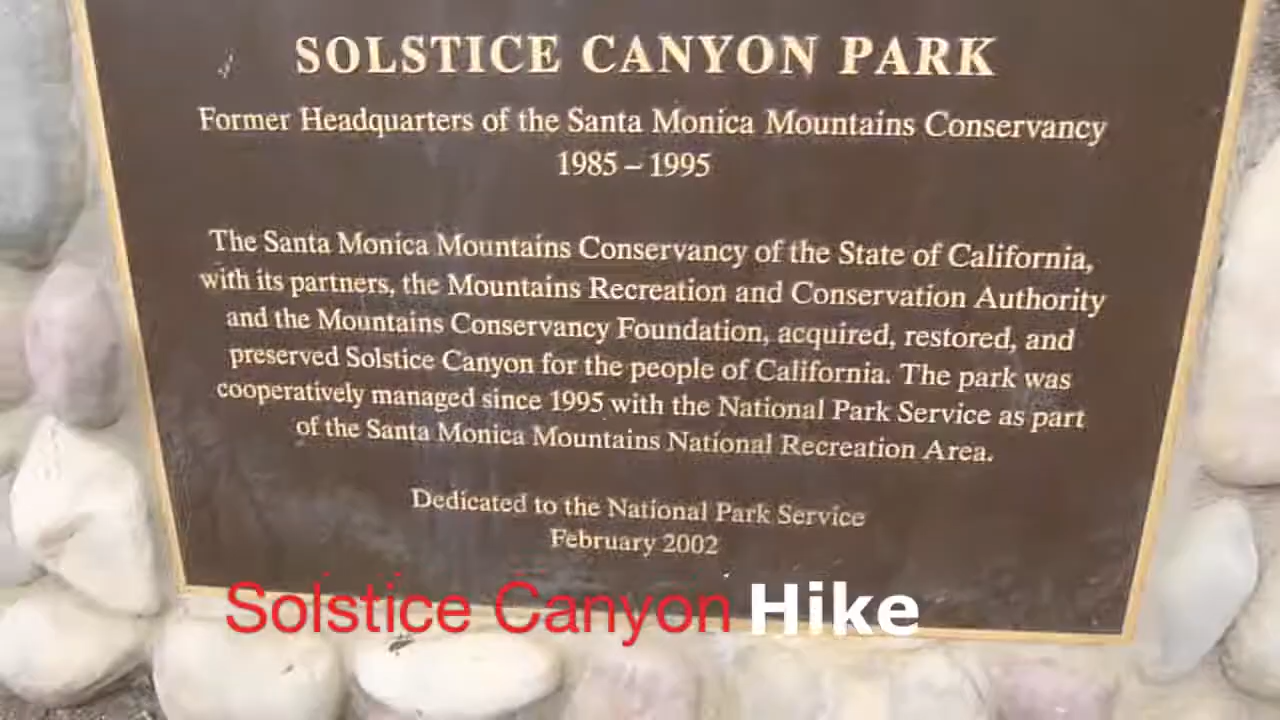 SOLSTICE CANYON PARK
Former Headquarters of the Santa Monica Mountains Conservancy
1985 – 1995
The Santa Monica Mountains Conservancy of the State of California,
with its partners, the Mountains Recreation and Conservation Authority
and the Mountains Conservancy Foundation, acquired, restored, and
preserved Solstice Canyon for the people of California. The park was
cooperatively managed since 1995 with the National Park Service as part
of the Santa Monica Mountains National Recreation Area.
Dedicated to the National Park Service
February 2002
Solstice Canyon Hike